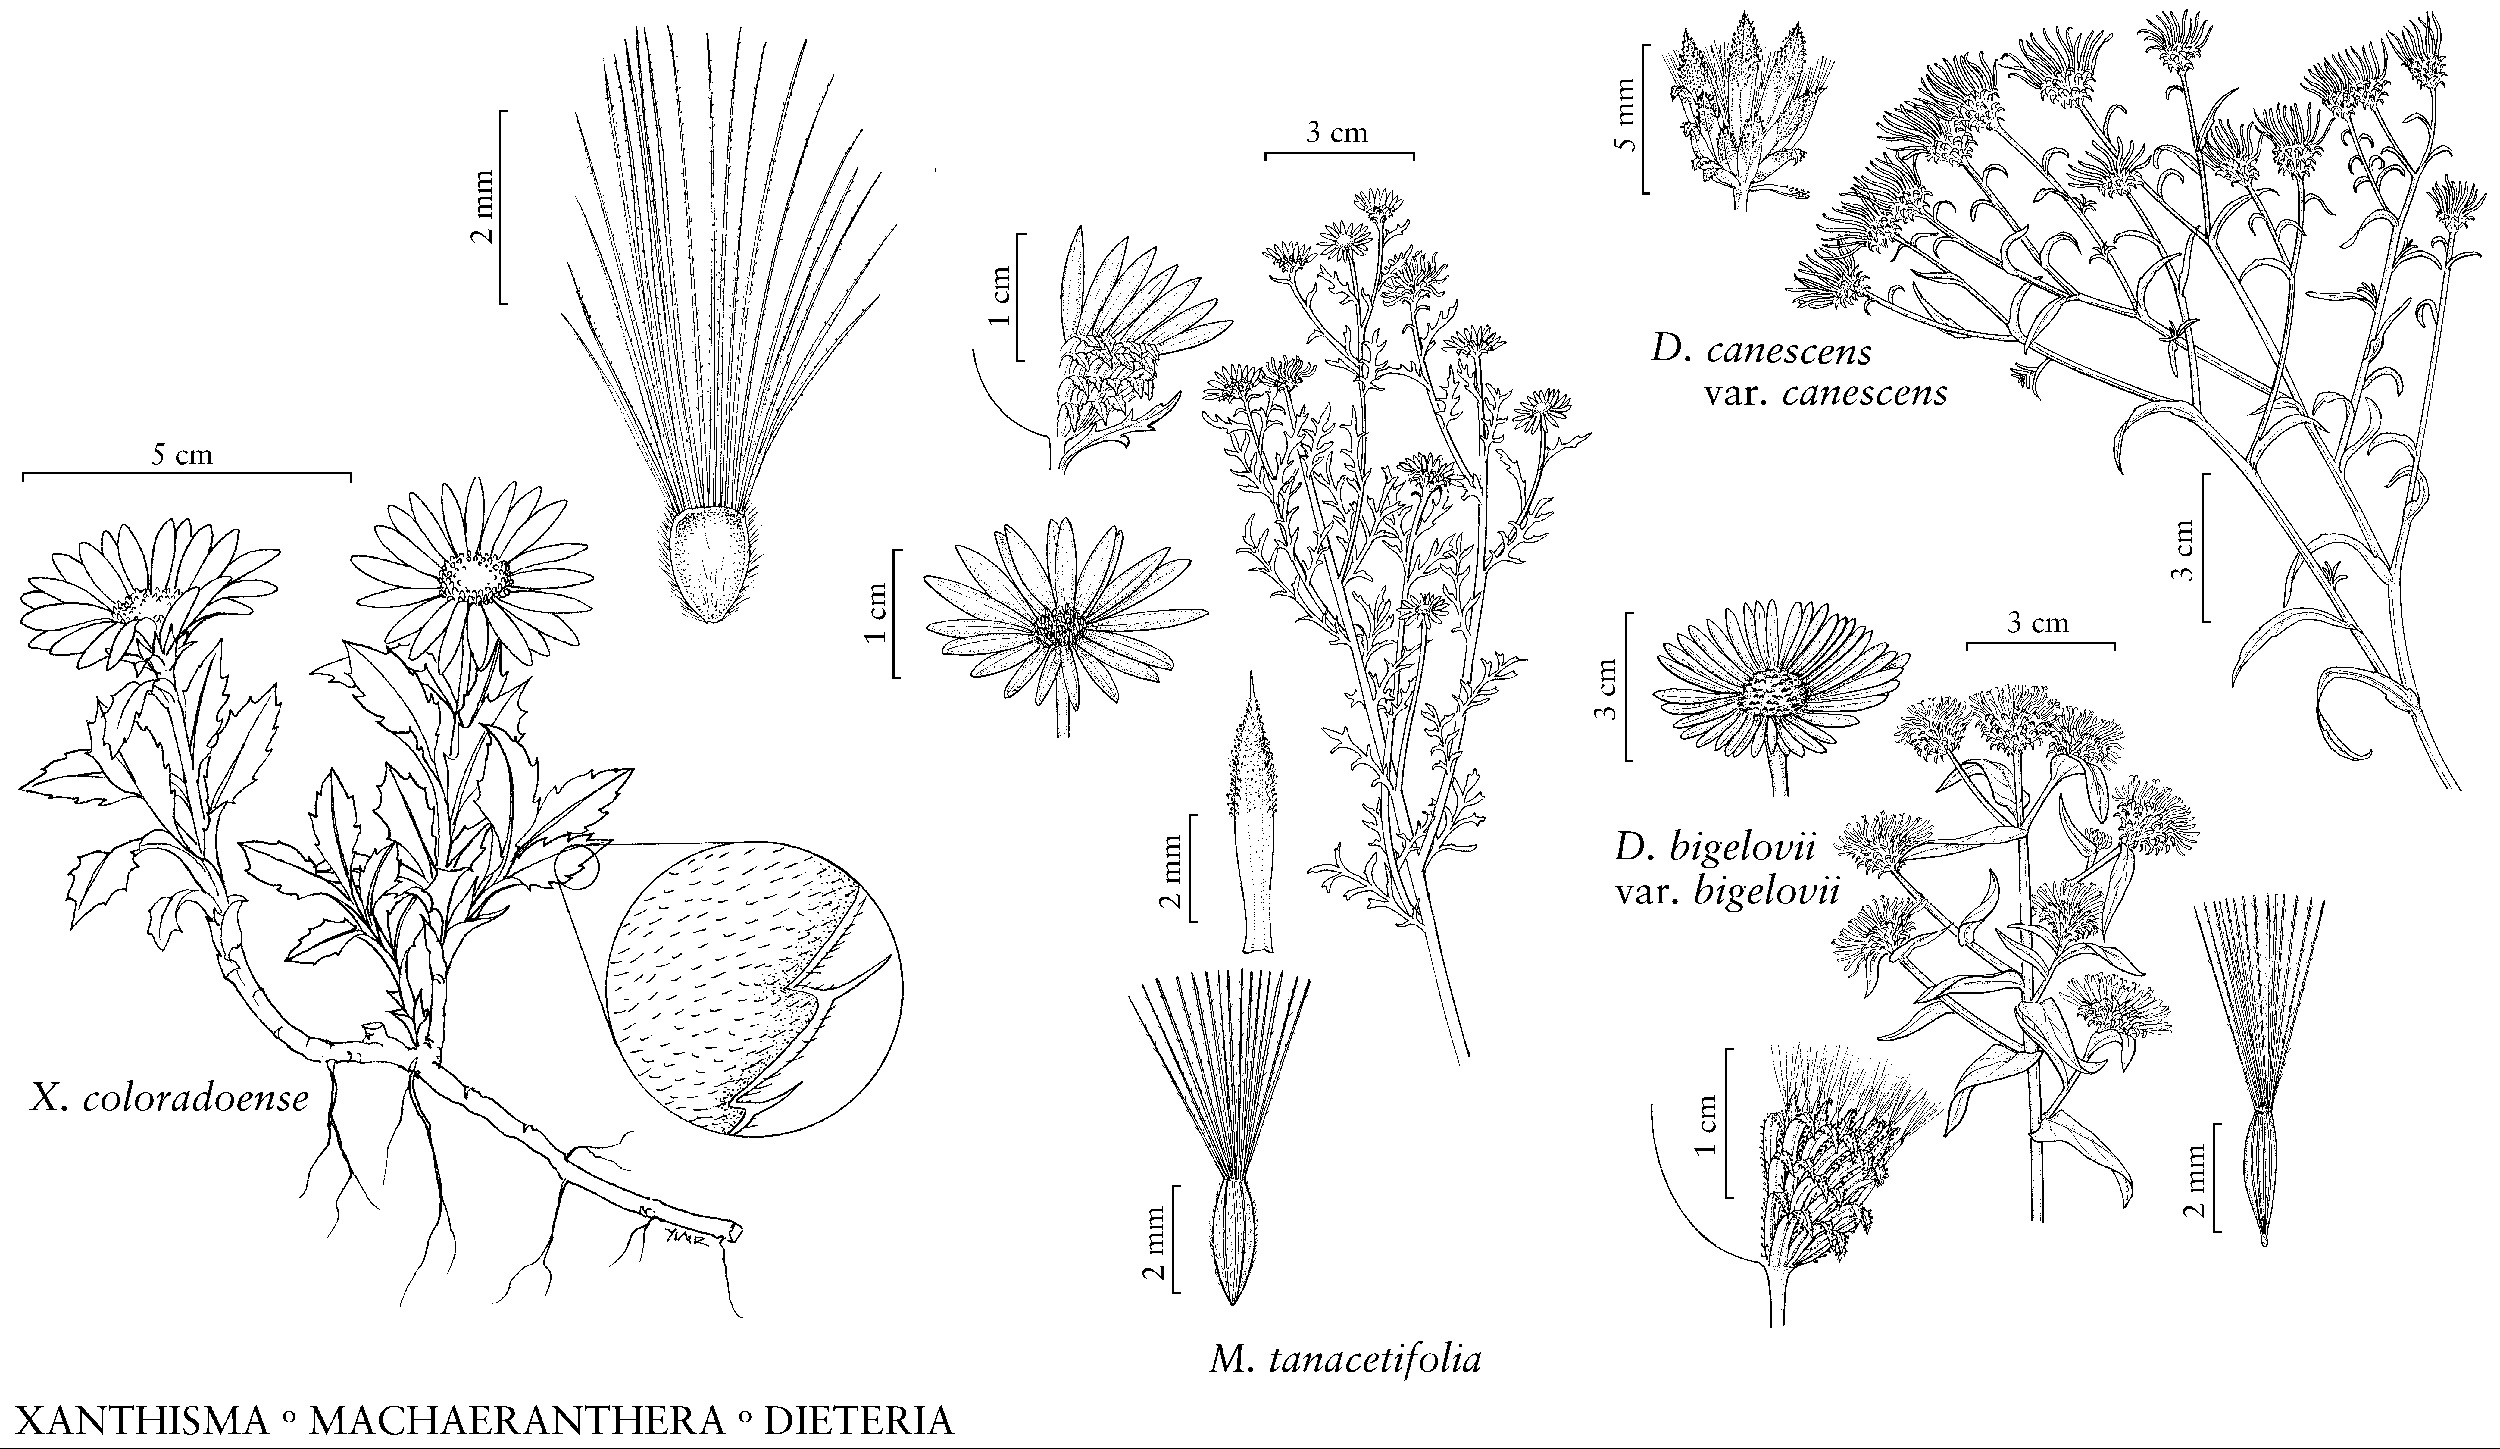 5 cm
2 mm
X. coloradoense
3 cm
1 cm
1 cm
2 mm
2 mm
M. tanacetifolia
5 mm
D. canescens
var. canescens
3 cm
3 cm
3 cm
D. bigelovii
var. bigelovii
1 cm
2 mm
XANTHISMA ° MACHAERANTHERA ° DIETERIA